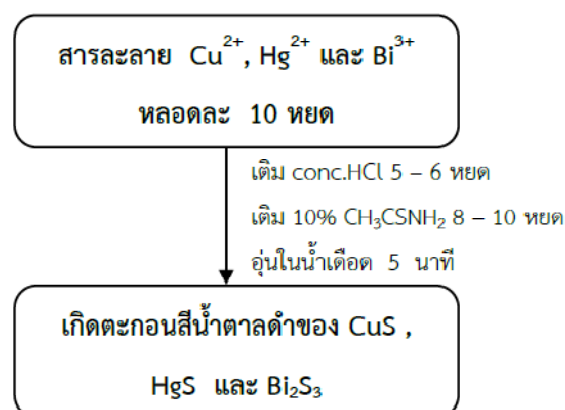 สารละลาย Cu²⁺, Hg²⁺ และ Bi³⁺
หลอดละ 10 หยด
เติม conc.HCl 5 – 6 หยด
เติม 10% CH₃CSNH₂ 8 – 10 หยด
อุ่นในน้ำเดือด 5 นาที
เกิดตะกอนสีน้ำตาลดำของ CuS ,
HgS และ Bi₂S₃